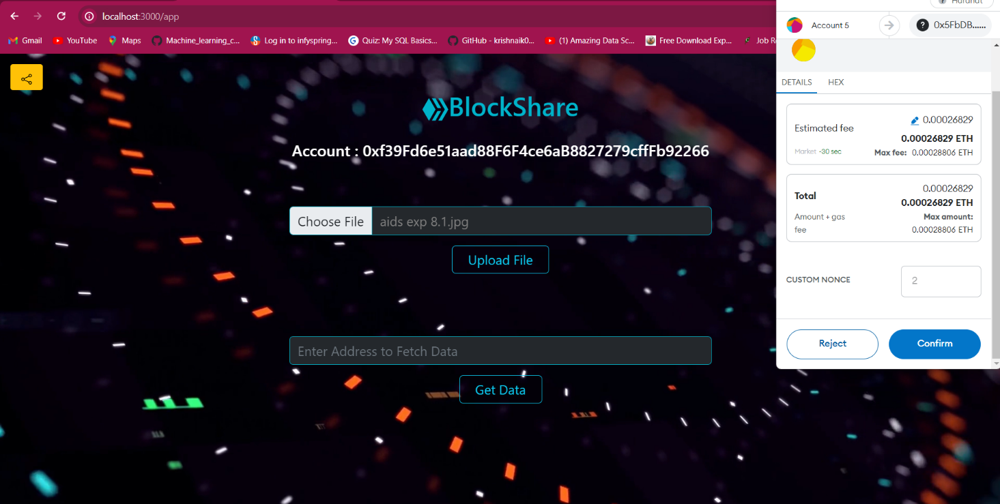 localhost:3000/app
Gmail
YouTube
Maps
Machine_learning_c...
Log in to infyspring...
Quiz: My SQL Basics...
GitHub - krishnaik0...
(1) Amazing Data Sc...
Free Download Exp...
BlockShare
Account : 0xf39Fd6e51aad88F6F4ce6aB8827279cffFb92266
Choose File
aids exp 8.1.jpg
Upload File
Enter Address to Fetch Data
Get Data
Account 5
0x5FbDB......
DETAILS
HEX
Estimated fee
0.00026829
0.00026829 ETH
Market ~30 sec
Max fee: 0.00028806 ETH
Total
0.00026829
0.00026829 ETH
Amount + gas
fee
Max amount:
0.00028806 ETH
CUSTOM NONCE
2
Reject
Confirm